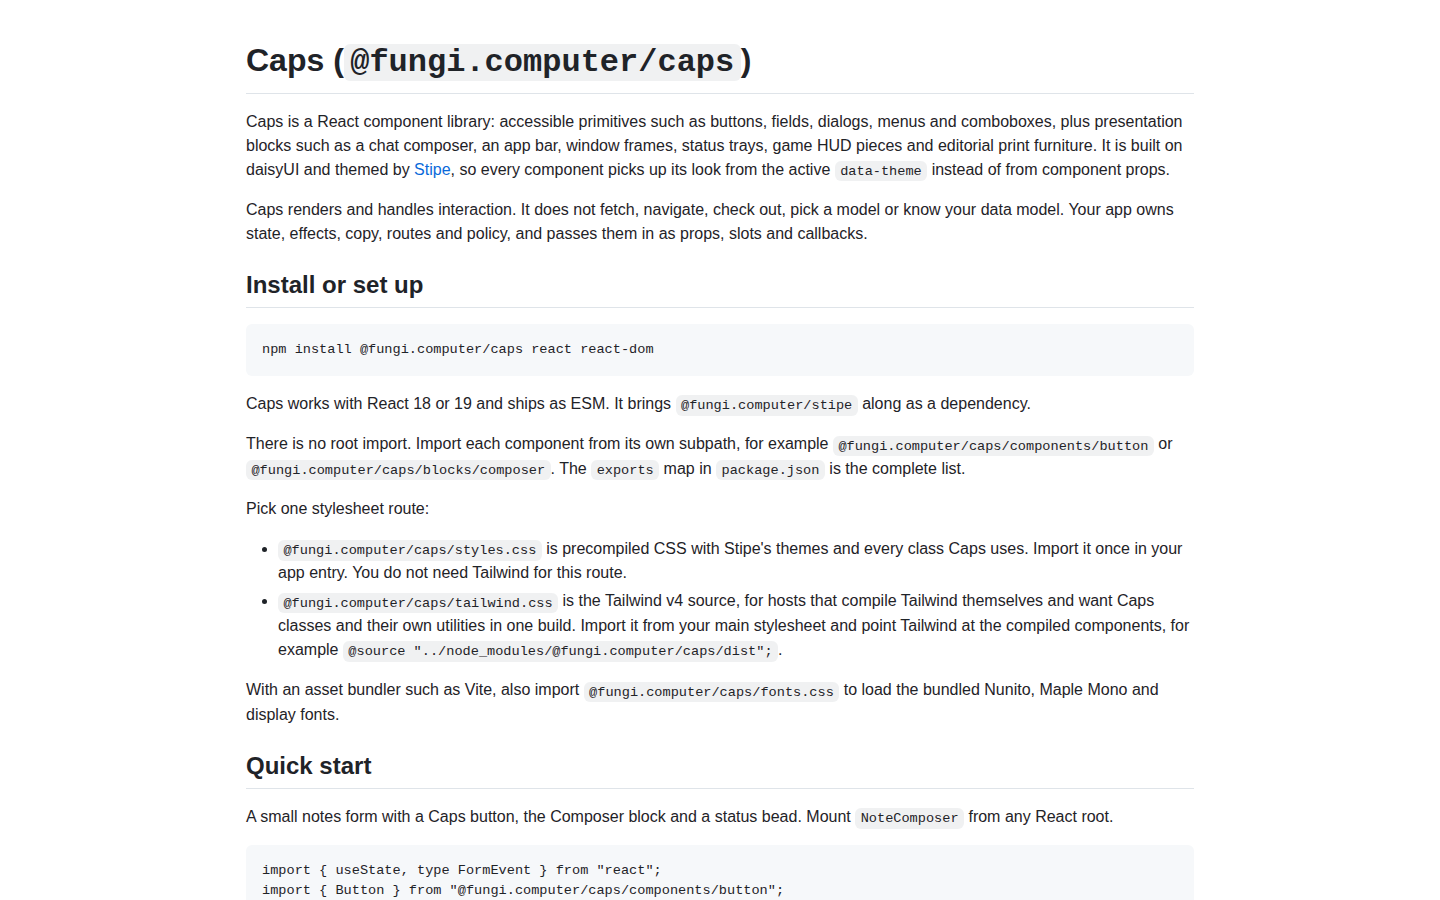 Caps (@fungi.computer/caps)
Caps is a React component library: accessible primitives such as buttons, fields, dialogs, menus and comboboxes, plus presentation
blocks such as a chat composer, an app bar, window frames, status trays, game HUD pieces and editorial print furniture. It is built on
daisyUI and themed by Stipe, so every component picks up its look from the active data-theme instead of from component props.
Caps renders and handles interaction. It does not fetch, navigate, check out, pick a model or know your data model. Your app owns
state, effects, copy, routes and policy, and passes them in as props, slots and callbacks.
Install or set up
npm install @fungi.computer/caps react react-dom
Caps works with React 18 or 19 and ships as ESM. It brings @fungi.computer/stipe along as a dependency.
There is no root import. Import each component from its own subpath, for example @fungi.computer/caps/components/button or
@fungi.computer/caps/blocks/composer. The exports map in package.json is the complete list.
Pick one stylesheet route:
• @fungi.computer/caps/styles.css is precompiled CSS with Stipe's themes and every class Caps uses. Import it once in your
app entry. You do not need Tailwind for this route.
• @fungi.computer/caps/tailwind.css is the Tailwind v4 source, for hosts that compile Tailwind themselves and want Caps
classes and their own utilities in one build. Import it from your main stylesheet and point Tailwind at the compiled components, for
example @source "../node_modules/@fungi.computer/caps/dist";.
With an asset bundler such as Vite, also import @fungi.computer/caps/fonts.css to load the bundled Nunito, Maple Mono and
display fonts.
Quick start
A small notes form with a Caps button, the Composer block and a status bead. Mount NoteComposer from any React root.
import { useState, type FormEvent } from "react";
import { Button } from "@fungi.computer/caps/components/button";